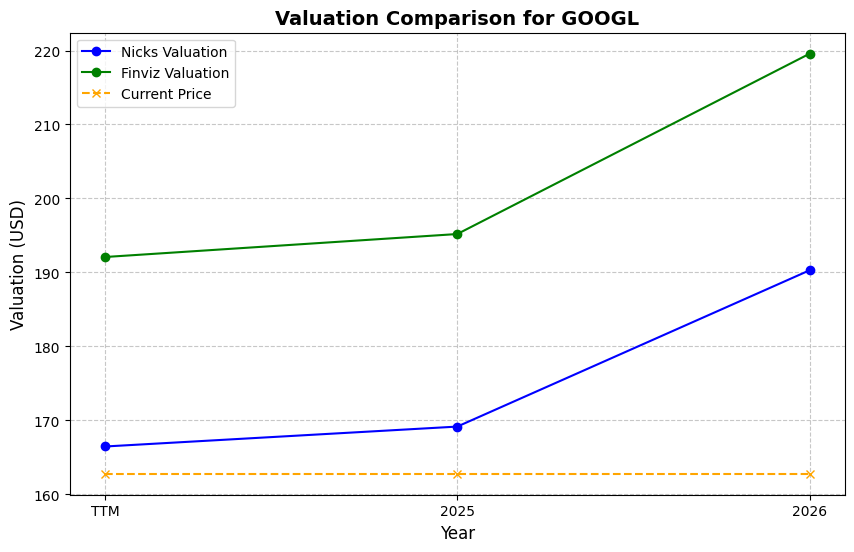 Valuation Comparison for GOOGL
Nicks Valuation
Finviz Valuation
Current Price
Valuation (USD)
220
210
200
190
180
170
160
TTM
2025
2026
Year